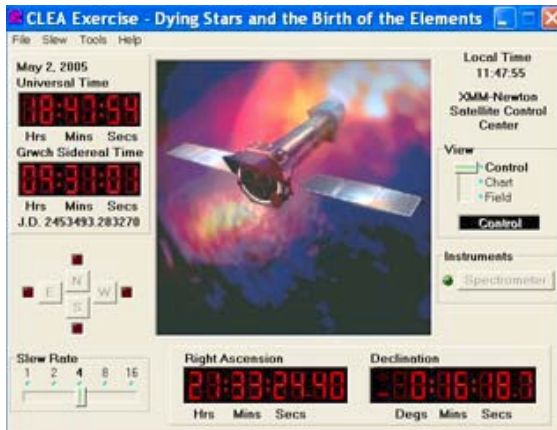 CLEA Exercise - Dying Stars and the Birth of the Elements
File Slew Tools Help
May 2, 2005
Universal Time
18:47:54
Hrs Mins Secs
Grwch Sidereal Time
09:31:01
Hrs Mins Secs
J.D. 2453493.283270
N
E W
S
Slew Rate
1 2 4 8 16
Local Time
11:47:55
XMM-Newton
Satellite Control
Center
View
Control
Chart
Field
Control
Instruments
Spectrometer
Right Ascension
21:33:24.40
Hrs Mins Secs
Declination
- 0:16:18.7
Degs Mins Secs